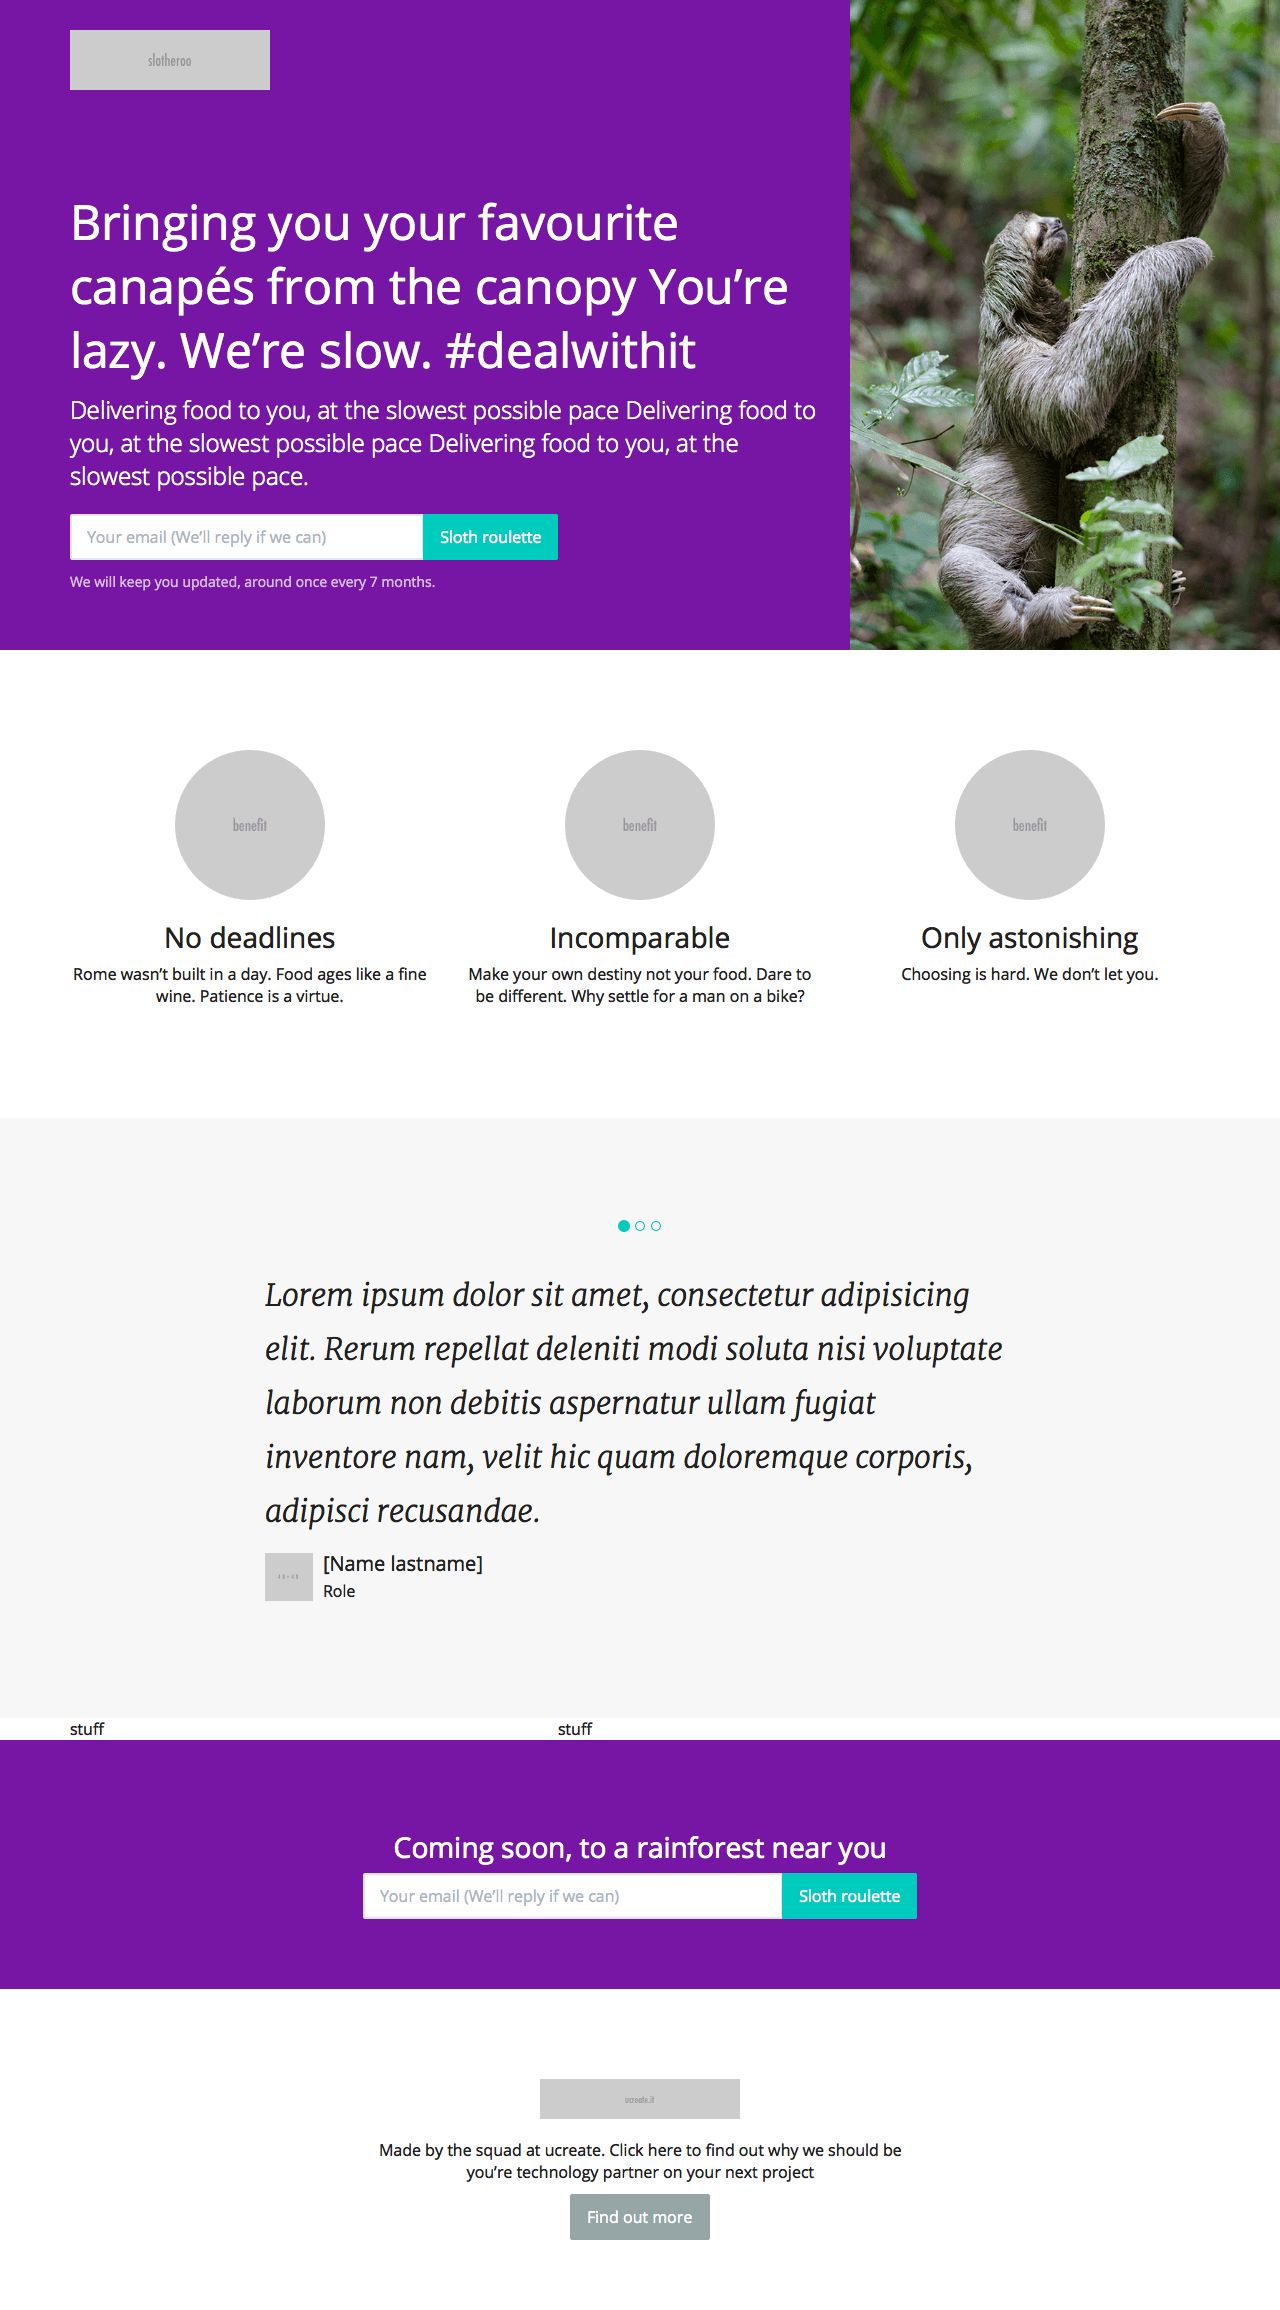 slotheroo
Bringing you your favourite
canapés from the canopy You’re
lazy. We’re slow. #dealwithit
Delivering food to you, at the slowest possible pace Delivering food to
you, at the slowest possible pace Delivering food to you, at the
slowest possible pace.
Your email (We’ll reply if we can)
Sloth roulette
We will keep you updated, around once every 7 months.
benefit
benefit
benefit
No deadlines
Rome wasn’t built in a day. Food ages like a fine
wine. Patience is a virtue.
Incomparable
Make your own destiny not your food. Dare to
be different. Why settle for a man on a bike?
Only astonishing
Choosing is hard. We don’t let you.
Lorem ipsum dolor sit amet, consectetur adipisicing
elit. Rerum repellat deleniti modi soluta nisi voluptate
laborum non debitis aspernatur ullam fugiat
inventore nam, velit hic quam doloremque corporis,
adipisci recusandae.
[Name lastname]
Role
stuff
stuff
Coming soon, to a rainforest near you
Your email (We’ll reply if we can)
Sloth roulette
ucreate.it
Made by the squad at ucreate. Click here to find out why we should be
you’re technology partner on your next project
Find out more